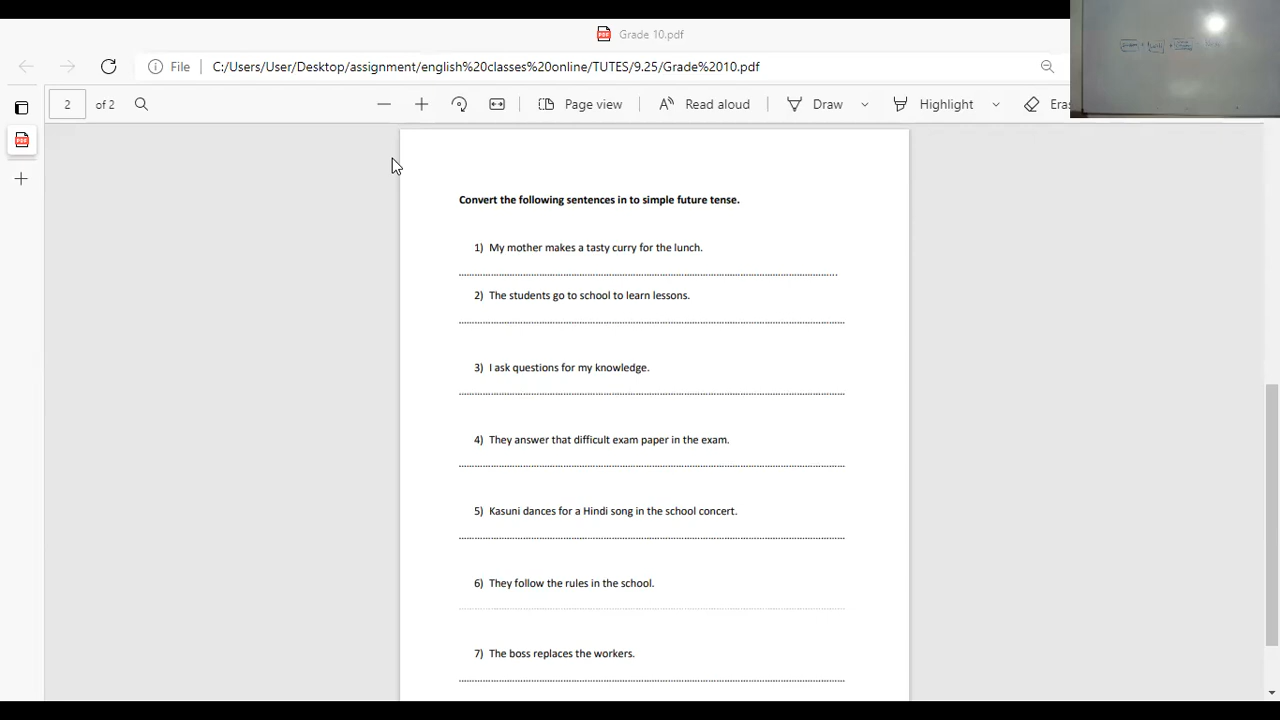 Grade 10.pdf
File C:/Users/User/Desktop/assignment/english%20classes%20online/TUTES/9.25/Grade%2010.pdf
2 of 2 Page view Read aloud Draw Highlight
Convert the following sentences in to simple future tense.
1) My mother makes a tasty curry for the lunch.
2) The students go to school to learn lessons.
3) I ask questions for my knowledge.
4) They answer that difficult exam paper in the exam.
5) Kasuni dances for a Hindi song in the school concert.
6) They follow the rules in the school.
7) The boss replaces the workers.